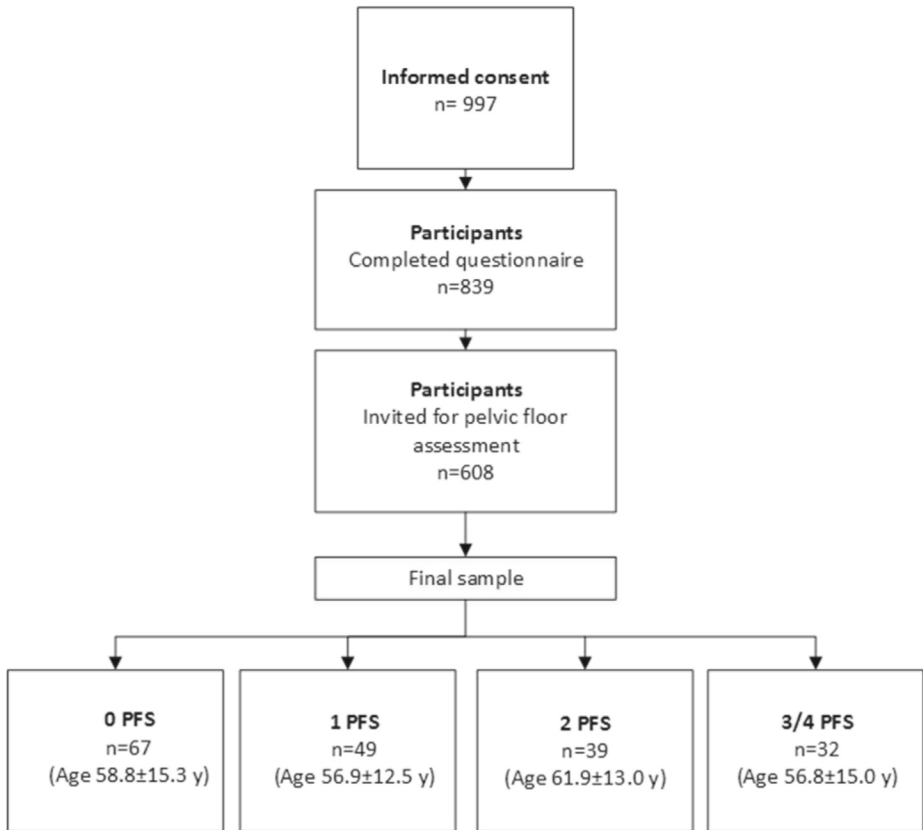 Informed consent
n= 997
Participants
Completed questionnaire
n=839
Participants
Invited for pelvic floor
assessment
n=608
Final sample
0 PFS
n=67
(Age 58.8±15.3 y)
1 PFS
n=49
(Age 56.9±12.5 y)
2 PFS
n=39
(Age 61.9±13.0 y)
3/4 PFS
n=32
(Age 56.8±15.0 y)